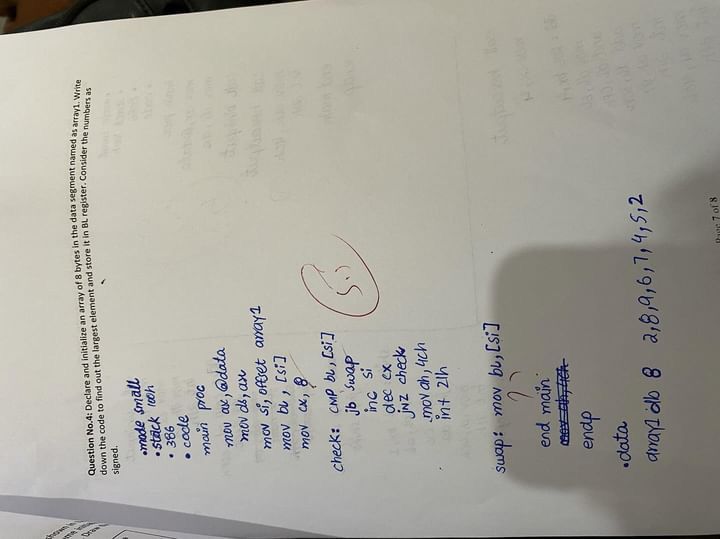 Question No.4: Declare and initialize an array of 8 bytes in the data segment named as array1. Write
down the code to find out the largest element and store it in BL register. Consider the numbers as
signed.
.mode small
.stack 100h
.386
.code
main proc
mov ax, @data
mov ds, ax
mov si, offset array1
mov bl, [si]
mov cx, 8
check: cmp bl, [si]
jb swap
inc si
dec cx
jnz check
mov ah, 4ch
int 21h
swap: mov bl, [si]
??
end main
endp
.data
array1 db 8 2,8,9,6,7,4,5,2
Page 7 of 8